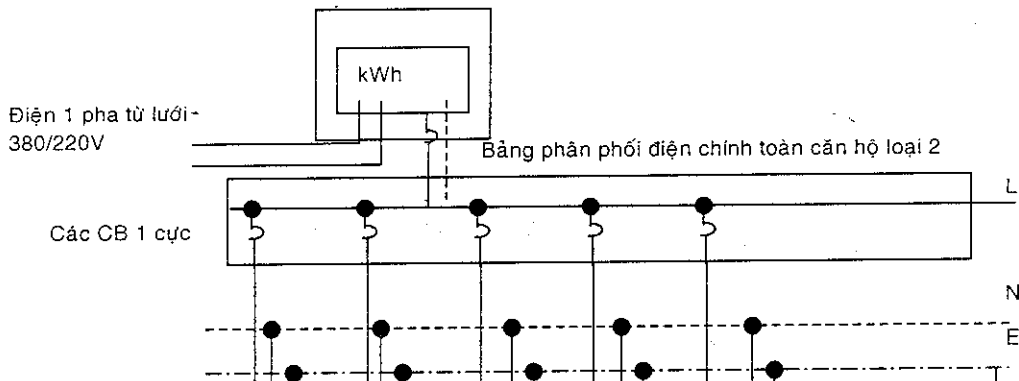 kWh
Điện 1 pha từ lưới
380/220V
Bảng phân phối điện chính toàn căn hộ loại 2
L
Các CB 1 cực
N
E